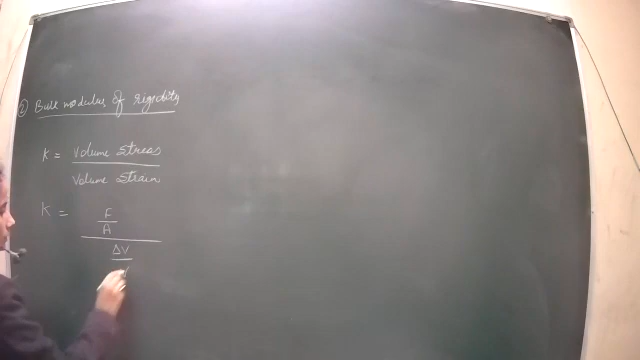 ② Bulk modulus of rigidity
K = Volume stress
Volume strain
K = F
A
ΔV